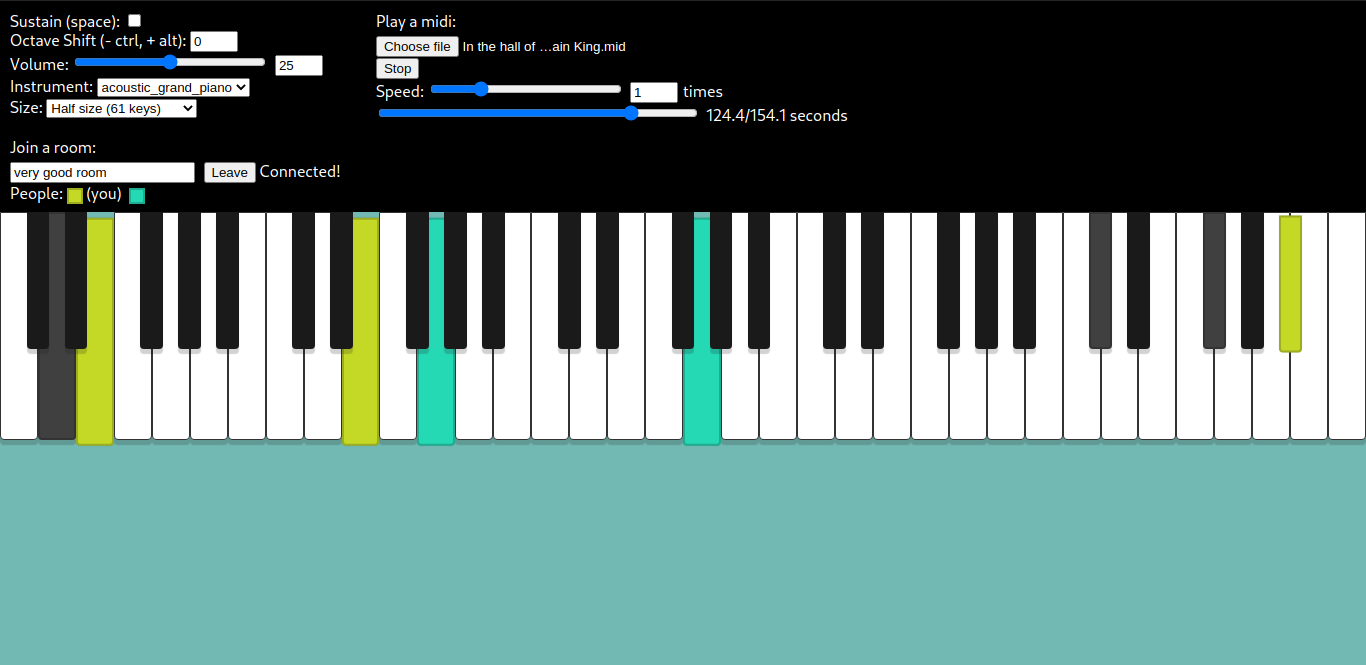 Sustain (space):
Octave Shift (- ctrl, + alt): 0
Volume: 25
Instrument: acoustic_grand_piano
Size: Half size (61 keys)
Join a room:
very good room Leave Connected!
People: (you)
Play a midi:
Choose file In the hall of …ain King.mid
Stop
Speed: 1 times
124.4/154.1 seconds